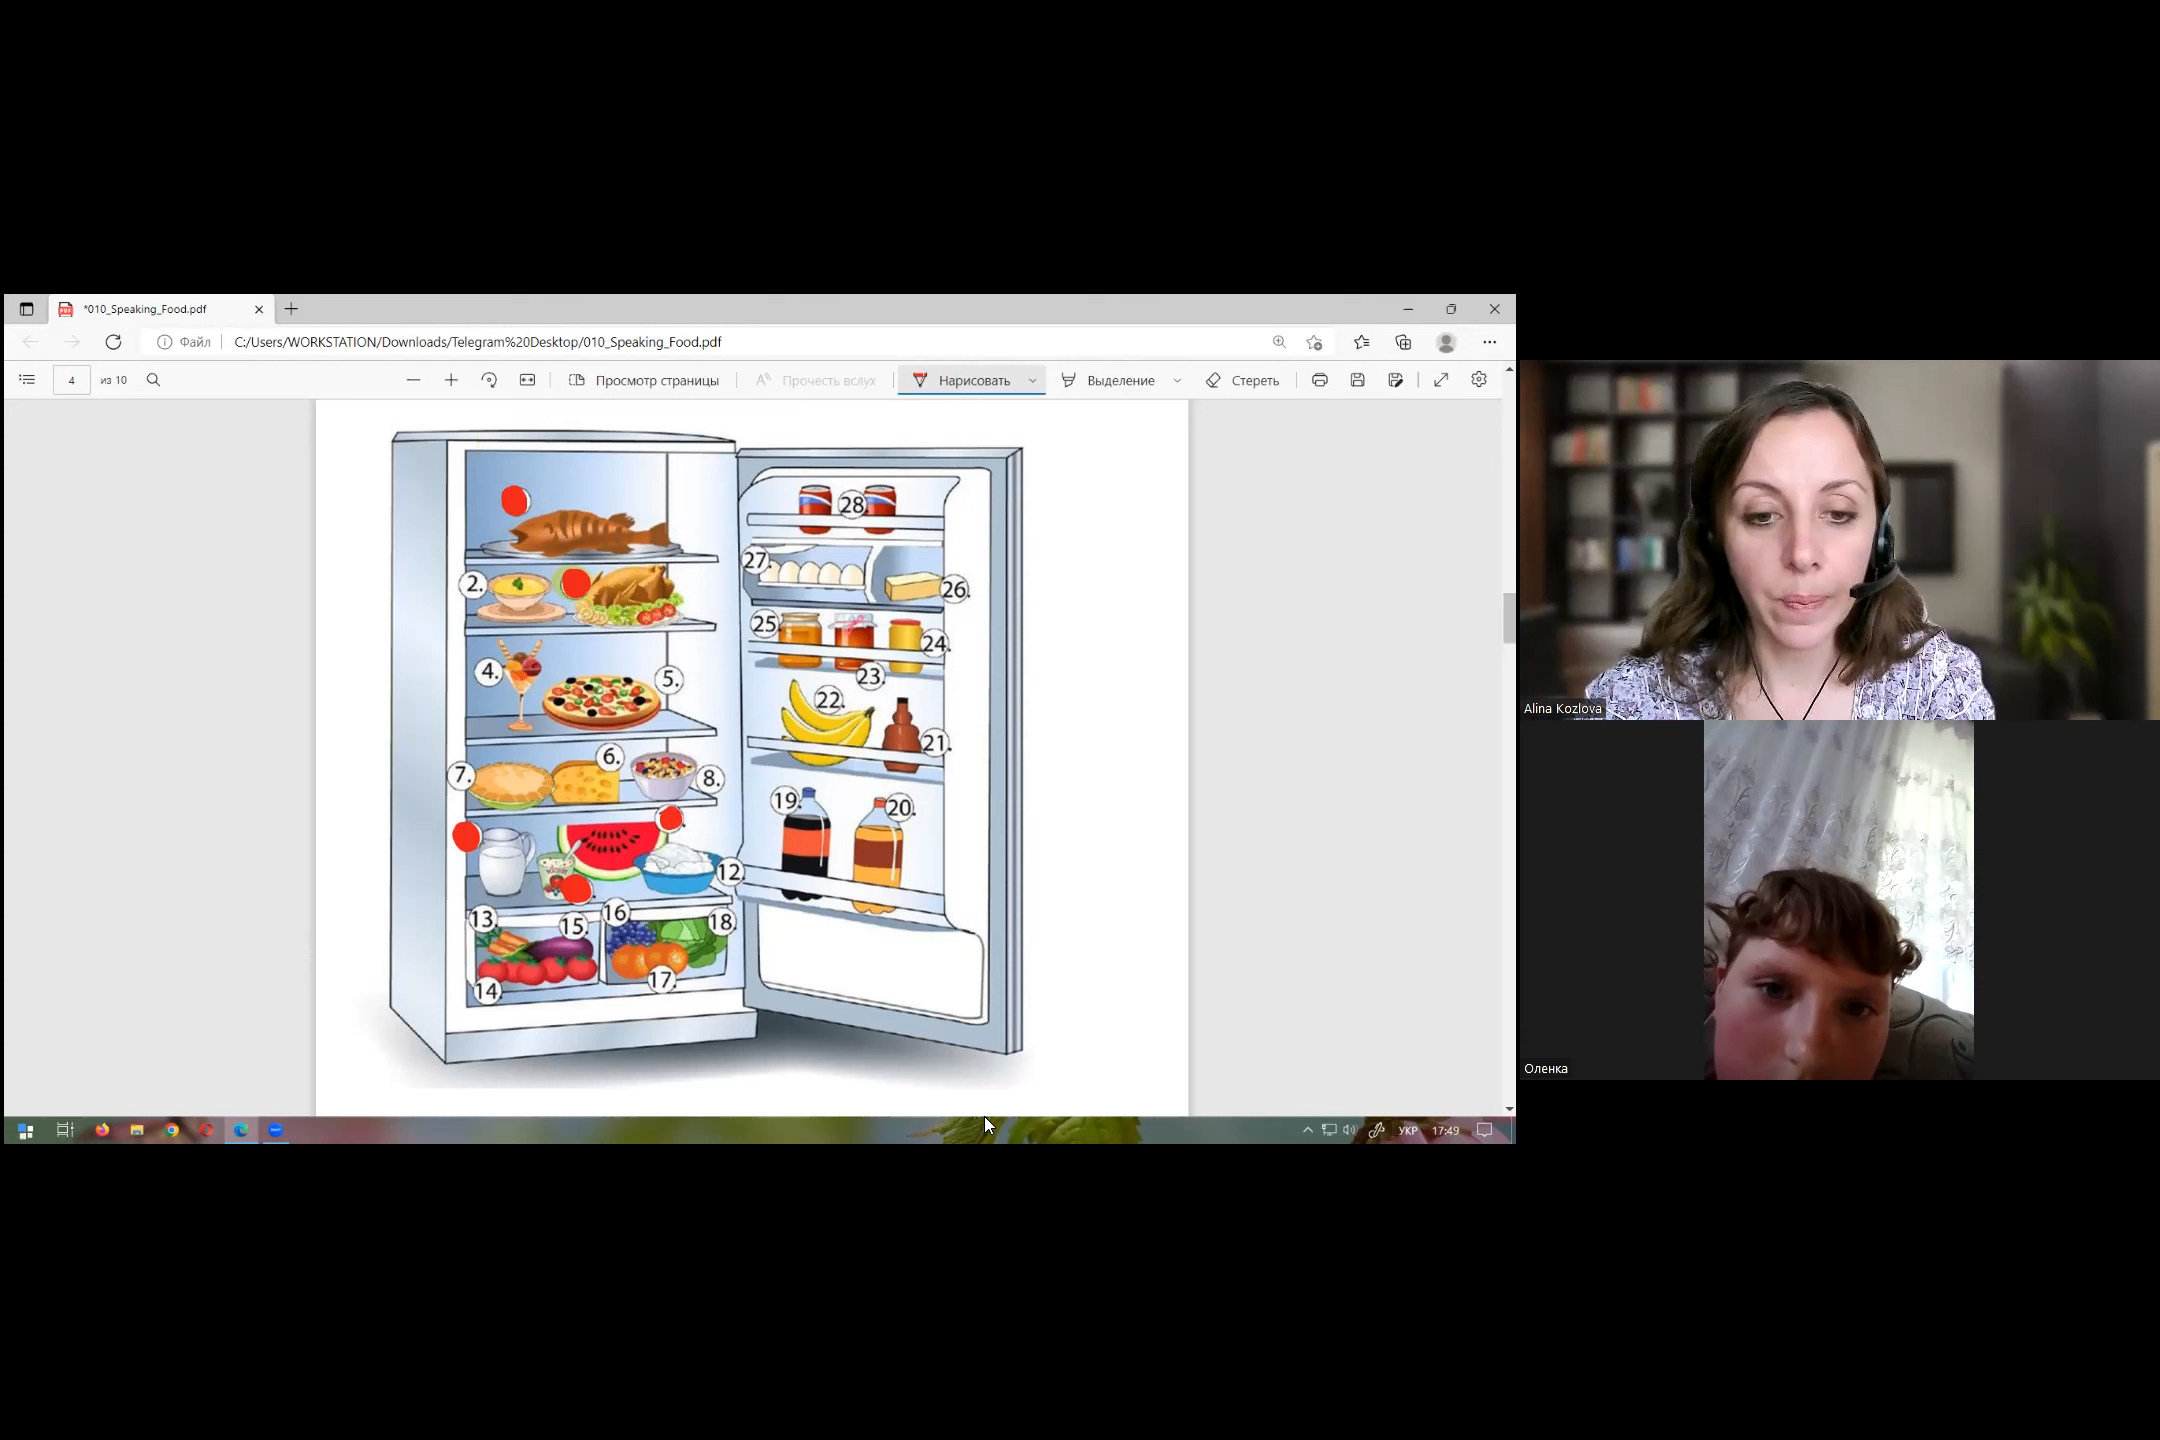 *010_Speaking_Food.pdf
Файл
C:/Users/WORKSTATION/Downloads/Telegram%20Desktop/010_Speaking_Food.pdf
4 из 10
Просмотр страницы
Прочесть вслух
Нарисовать
Выделение
Стереть
28.
27.
26.
2.
25.
24.
4.
5.
23.
22.
21.
6.
7.
8.
19.
20.
12.
13.
15.
16.
18.
14.
17.
Alina Kozlova
Оленка
УКР
17:49